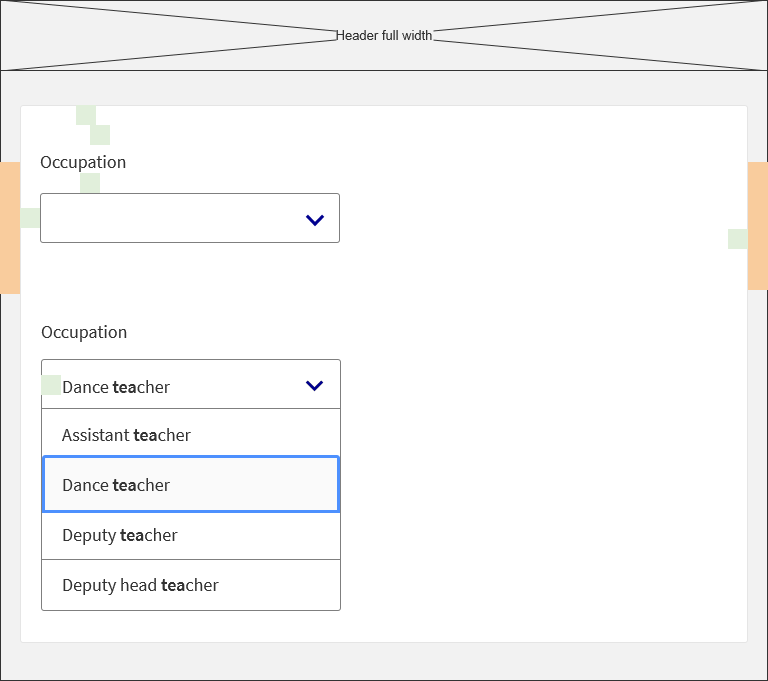 Header full width
Occupation
Occupation
Dance teacher
Assistant teacher
Dance teacher
Deputy teacher
Deputy head teacher